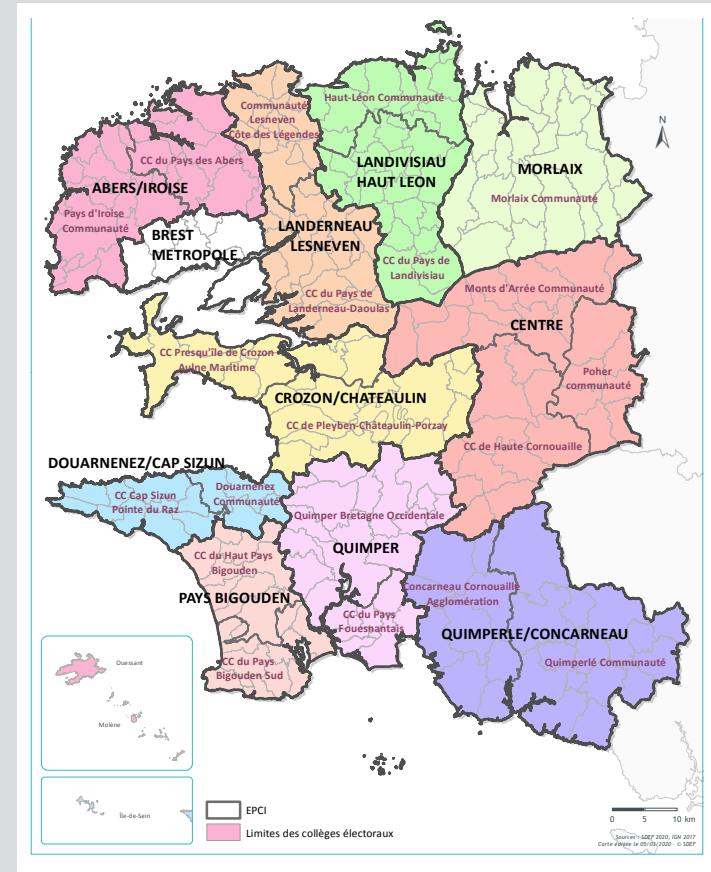 Haut-Léon Communauté
Communauté
Lesneven
Côte des Légendes
N
CC du Pays des Abers
LANDIVISIAU
HAUT LEON
MORLAIX
ABERS/IROISE
Morlaix Communauté
Pays d'Iroise
Communauté
BREST
METROPOLE
LANDERNEAU
LESNEVEN
CC du Pays de
Landivisiau
CC du Pays de
Landerneau-Daoulas
Monts d'Arrée Communauté
CENTRE
CC Presqu'île de Crozon
Aulne Maritime
Poher
communauté
CROZON/CHATEAULIN
CC de Pleyben-Châteaulin-Porzay
CC de Haute Cornouaille
DOUARNENEZ/CAP SIZUN
CC Cap Sizun
Pointe du Raz
Douarnenez
Communauté
Quimper Bretagne Occidentale
QUIMPER
CC du Haut Pays
Bigouden
PAYS BIGOUDEN
Concarneau Cornouaille
Agglomération
CC du Pays
Fouesnantais
QUIMPERLE/CONCARNEAU
CC du Pays
Bigouden Sud
Quimperlé Communauté
Ouessant
Molène
Île-de-Sein
EPCI
Limites des collèges électoraux
0 5 10 km
Sources : SDEF 2020, IGN 2017
Carte éditée le 05/03/2020 - © SDEF